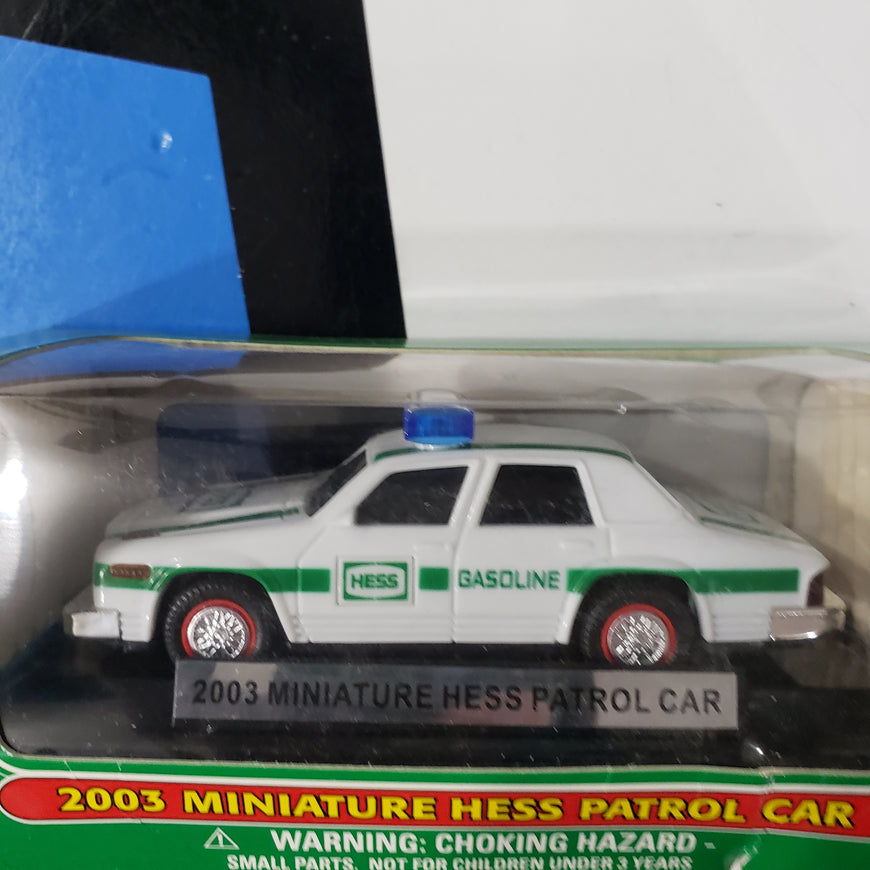 HESS GASOLINE
2003 MINIATURE HESS PATROL CAR
2003 MINIATURE HESS PATROL CAR
⚠ WARNING: CHOKING HAZARD -
SMALL PARTS. NOT FOR CHILDREN UNDER 3 YEARS